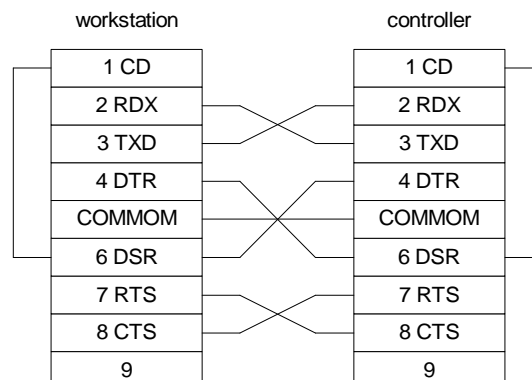 workstation controller
1 CD 1 CD
2 RDX 2 RDX
3 TXD 3 TXD
4 DTR 4 DTR
COMMOM COMMOM
6 DSR 6 DSR
7 RTS 7 RTS
8 CTS 8 CTS
9 9